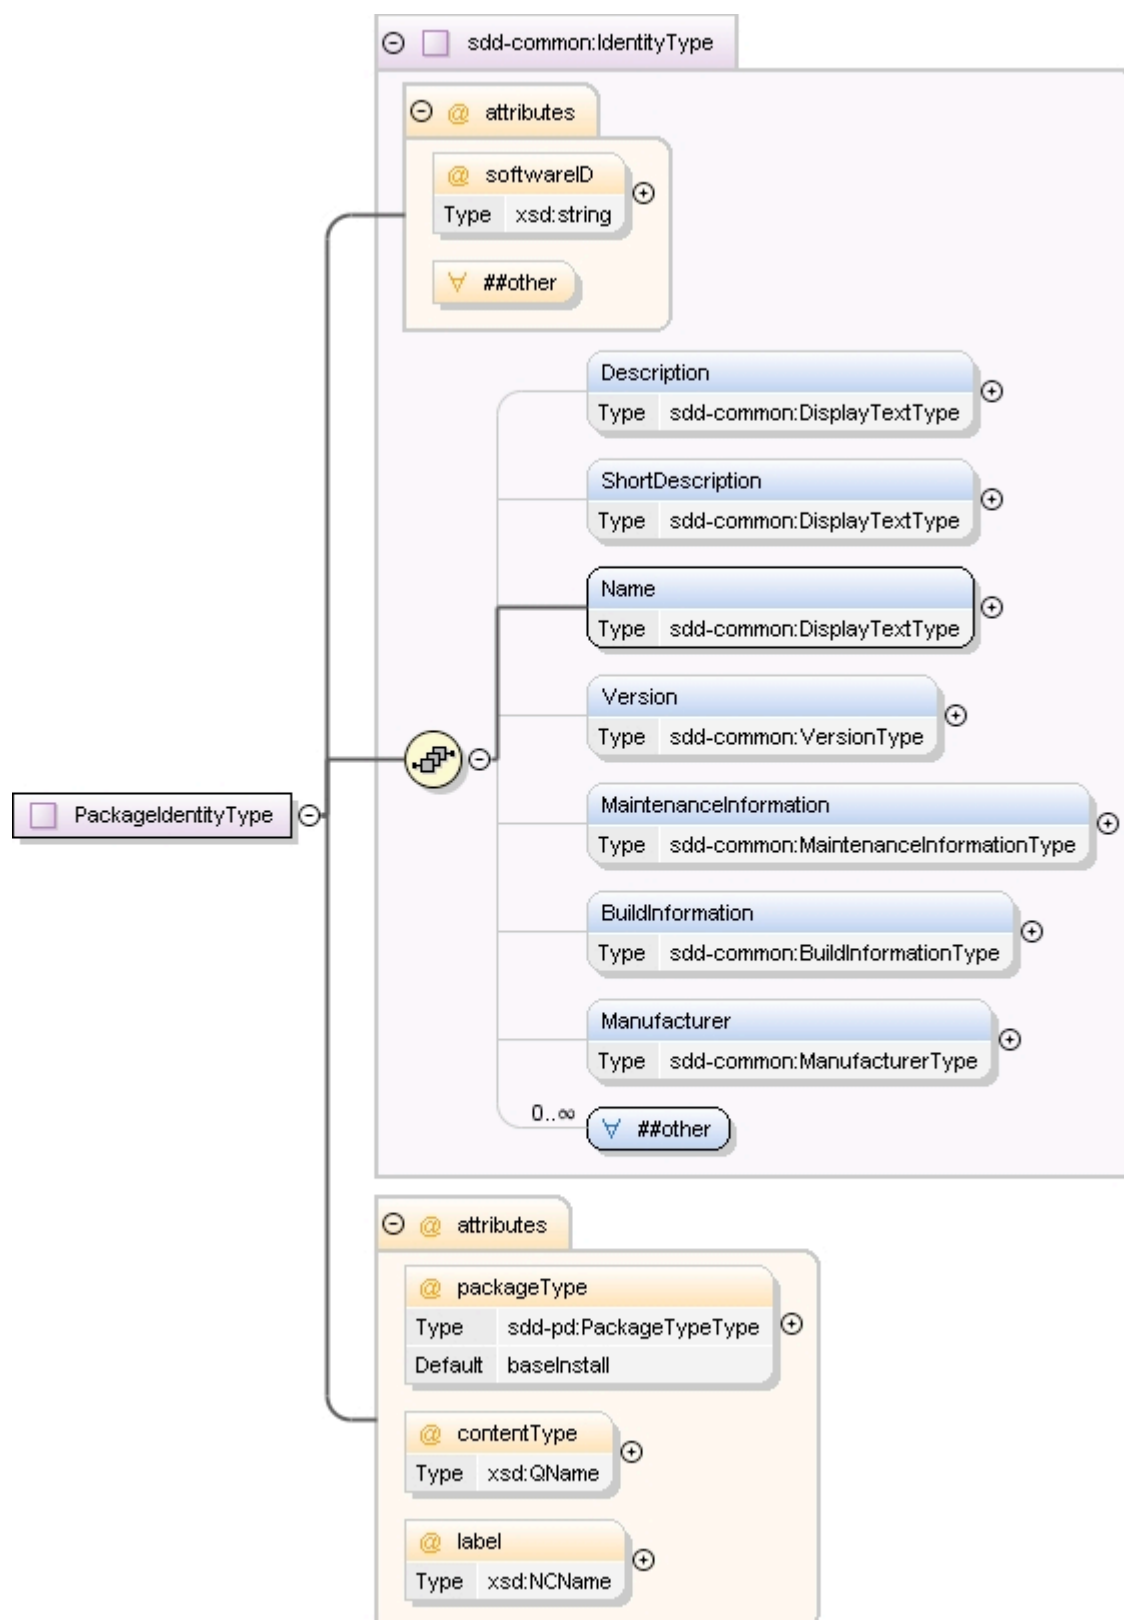 sdd-common:IdentityType
@ attributes
@ softwareID
Type xsd:string
∀ ##other
Description
Type sdd-common:DisplayTextType
ShortDescription
Type sdd-common:DisplayTextType
Name
Type sdd-common:DisplayTextType
Version
Type sdd-common:VersionType
PackageIdentityType
MaintenanceInformation
Type sdd-common:MaintenanceInformationType
BuildInformation
Type sdd-common:BuildInformationType
Manufacturer
Type sdd-common:ManufacturerType
0..∞ ∀ ##other
@ attributes
@ packageType
Type sdd-pd:PackageTypeType
Default baseInstall
@ contentType
Type xsd:QName
@ label
Type xsd:NCName